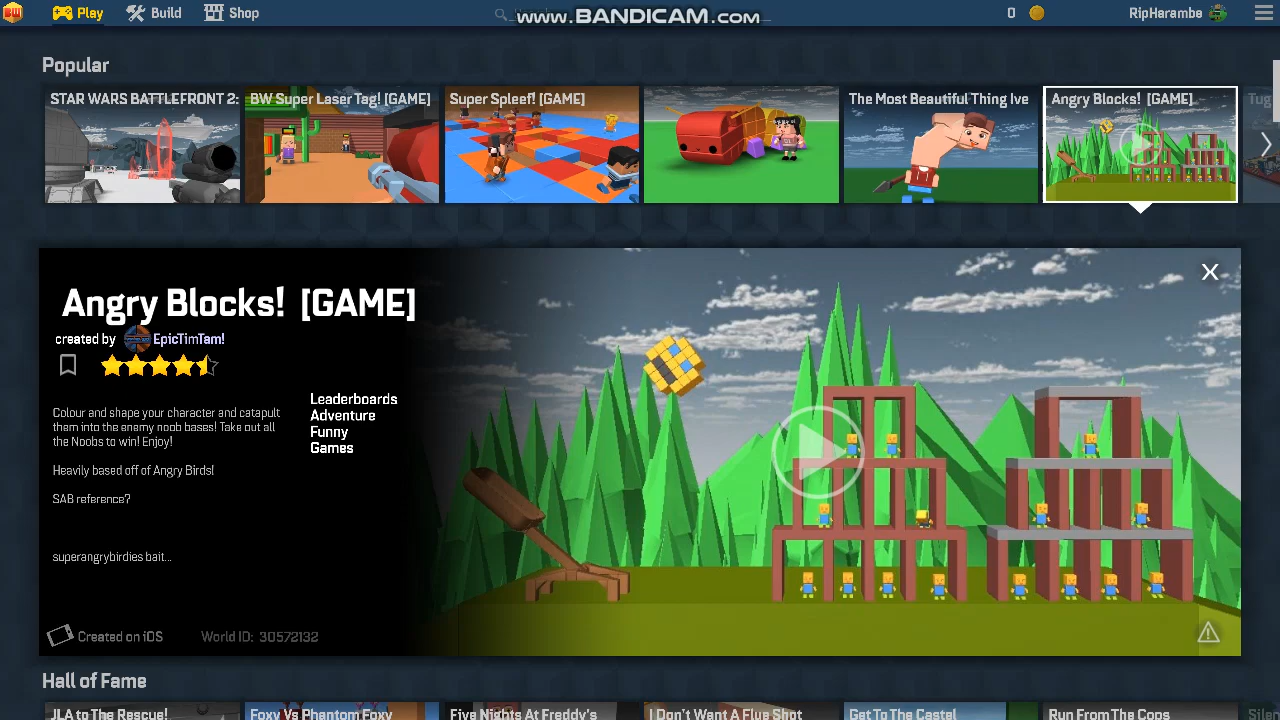 BW
Play
Build
Shop
www.BANDICAM.com
0
RipHarambe
Popular
STAR WARS BATTLEFRONT 2:
BW Super Laser Tag! [GAME]
Super Spleef! [GAME]
The Most Beautiful Thing Ive
Angry Blocks! [GAME]
Tug
X
Angry Blocks! [GAME]
created by EpicTimTam!
Colour and shape your character and catapult
them into the enemy noob bases! Take out all
the Noobs to win! Enjoy!
Heavily based off of Angry Birds!
SAB reference?
superangrybirdies bait...
Leaderboards
Adventure
Funny
Games
Created on iOS
World ID: 30572132
Hall of Fame
JLA to The Rescue!
Foxy Vs Phantom Foxy
Five Nights At Freddy's
I Don't Want A Flue Shot
Get To The Castel
Run From The Cops